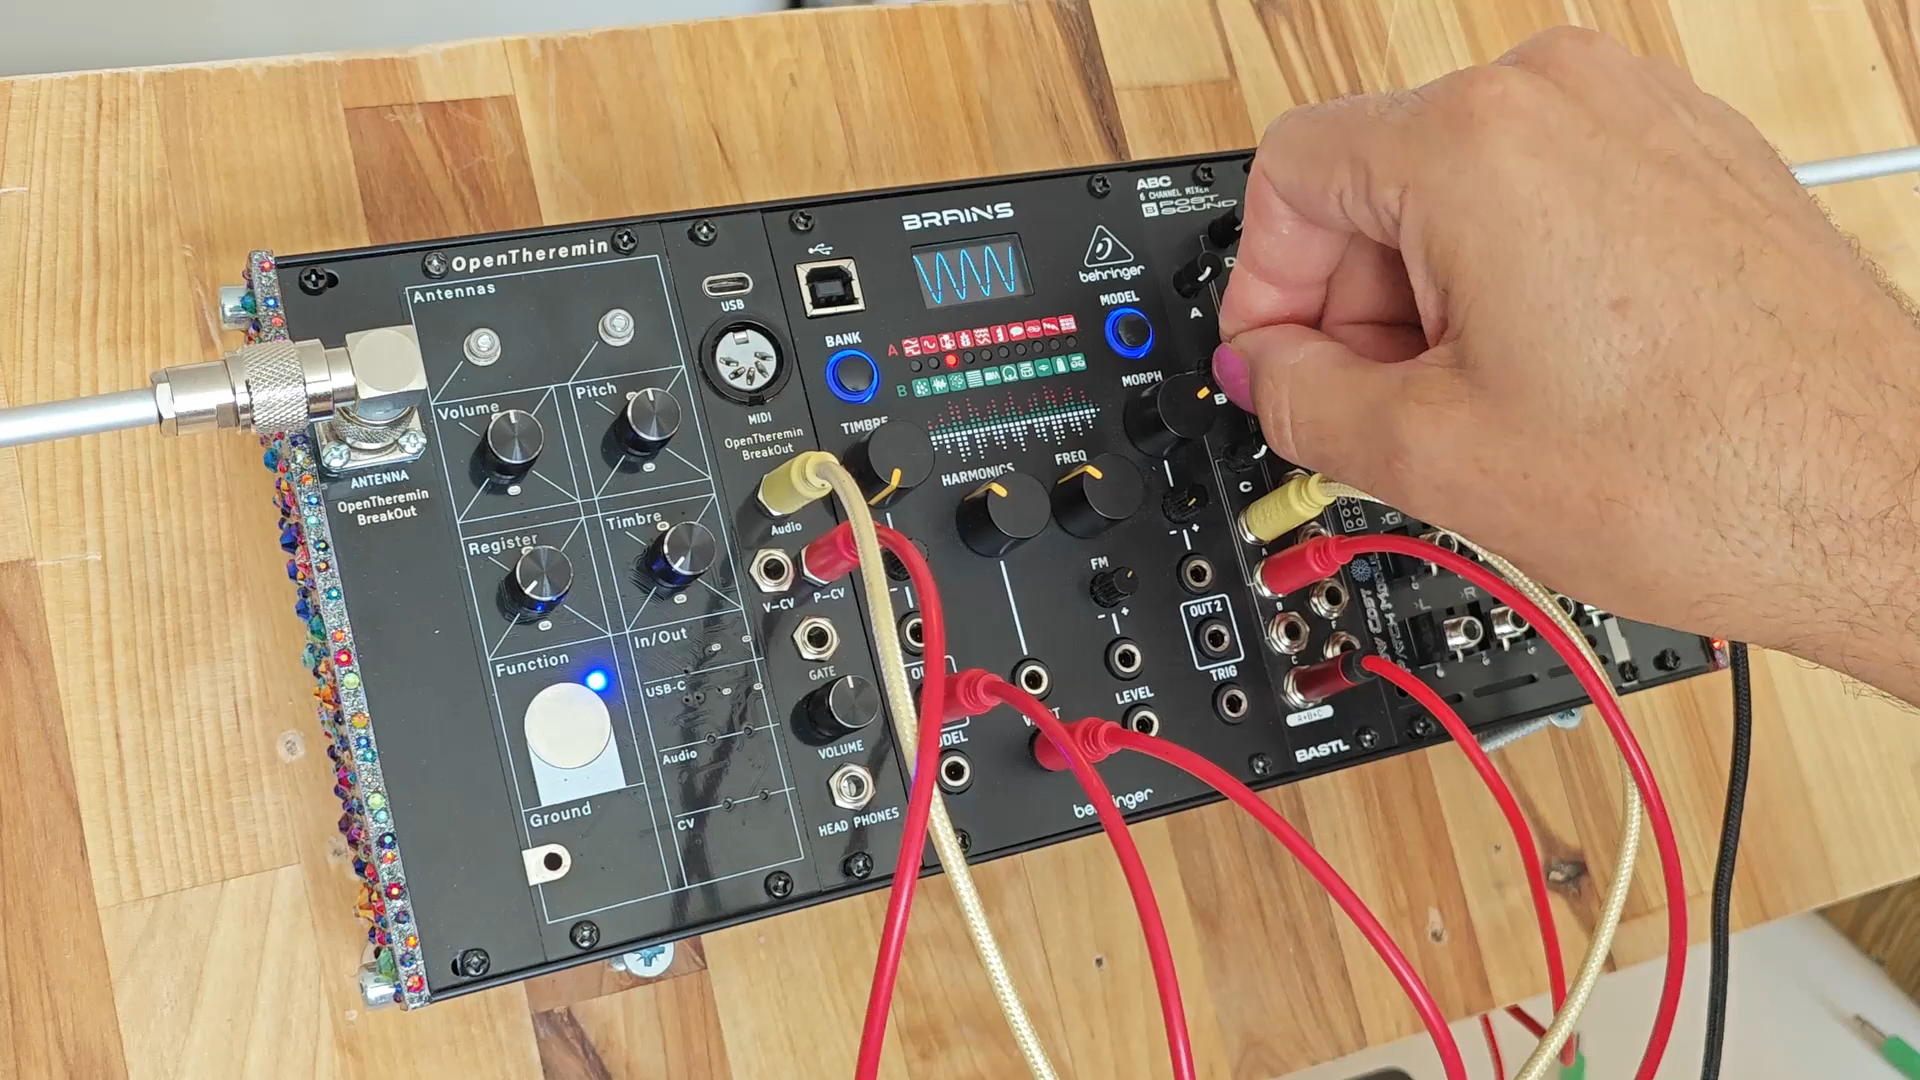 OpenTheremin
Antennas
Volume
Pitch
Register
Timbre
Function
In/Out
USB-C
Audio
CV
Ground
ANTENNA
OpenTheremin
BreakOut
USB
MIDI
OpenTheremin
BreakOut
Audio
V-CV
P-CV
GATE
VOLUME
HEAD PHONES
BRAINS
behringer
BANK
MODEL
A
B
TIMBRE
MORPH
HARMONICS
FREQ
FM
- +
- +
OUT2
TRIG
LEVEL
behringer
ABC
6 CHANNEL MIXER
POST
SOUND
A
B
C
A
B
C
A+B+C
BASTL
>L
>R